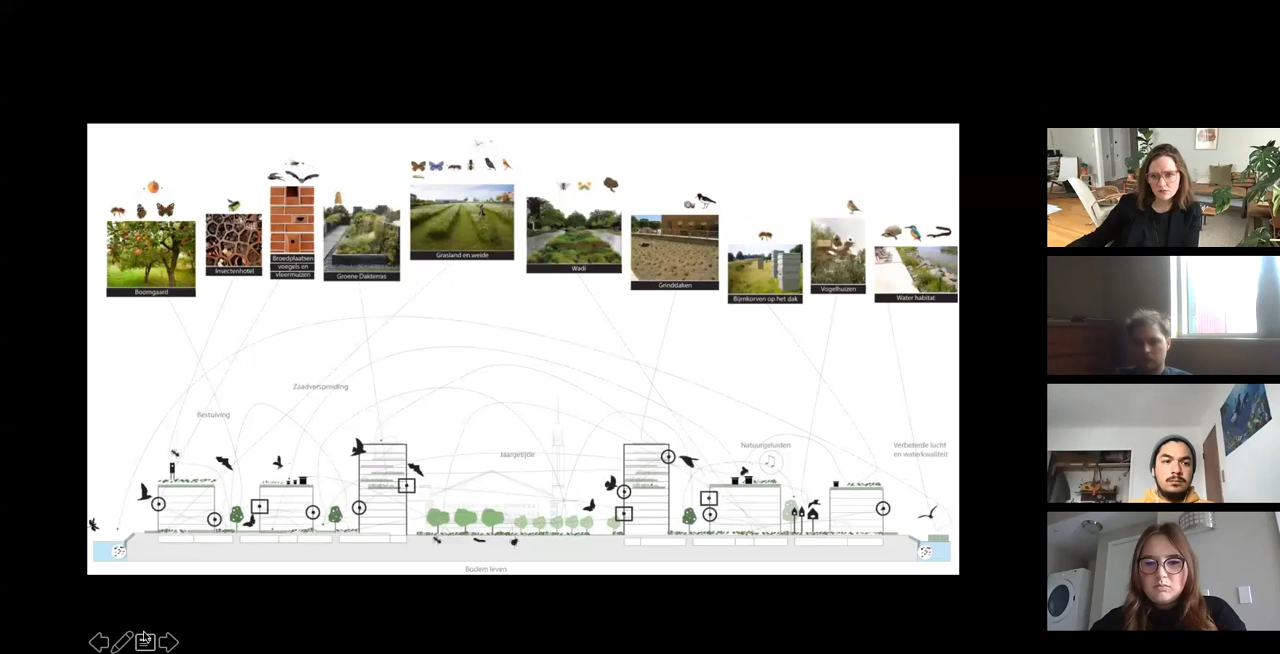 Boomgaard
Insectenhotel
Broedplaatsen
voegels en
vleermuizen
Groene Dakterras
Grasland en weide
Wadi
Grinddaken
Bijenkorven op het dak
Vogelhuizen
Water habitat
Zaadverspreiding
Bestuiving
Jaargetijde
Natuurgeluiden
Verbeterde lucht
en waterkwaliteit
Bodem leven